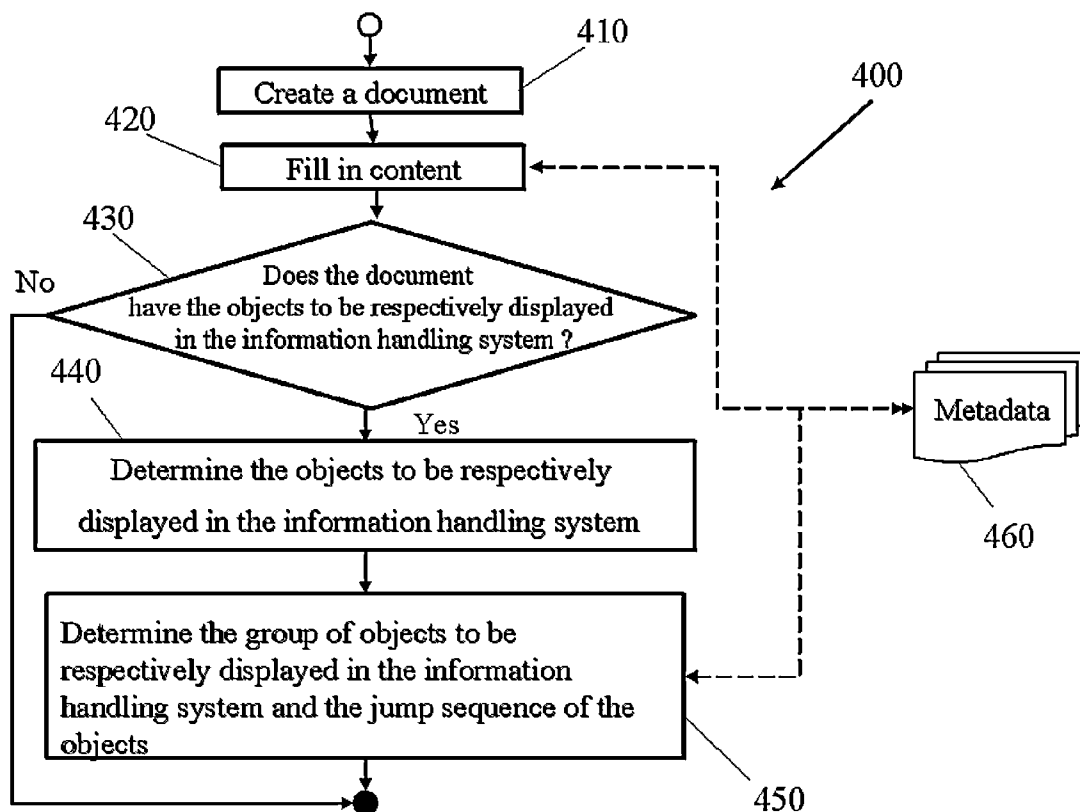 410
Create a document
400
420
Fill in content
430
No
Does the document
have the objects to be respectively displayed
in the information handling system ?
440
Yes
Metadata
Determine the objects to be respectively
displayed in the information handling system
460
Determine the group of objects to be
respectively displayed in the information
handling system and the jump sequence of the
objects
450